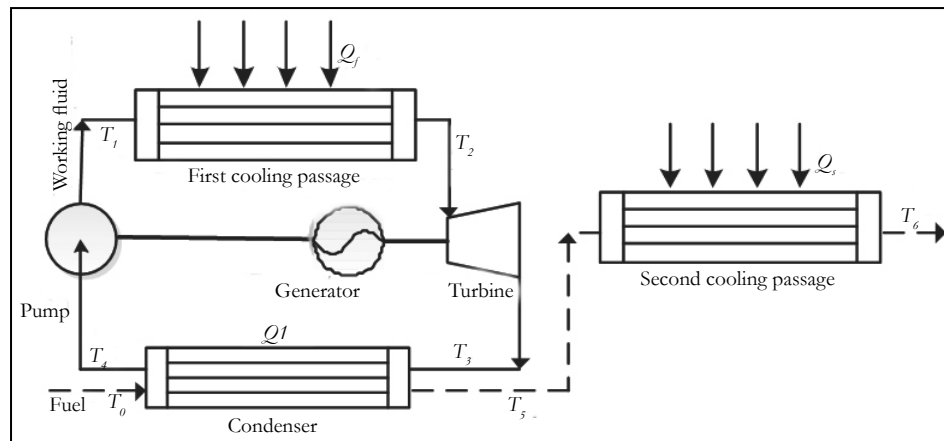 Q_f
Working fluid
T_1
T_2
First cooling passage
Q_s
T_6
Generator
Turbine
Second cooling passage
Pump
Q1
T_4
T_3
Fuel
T_0
T_5
Condenser